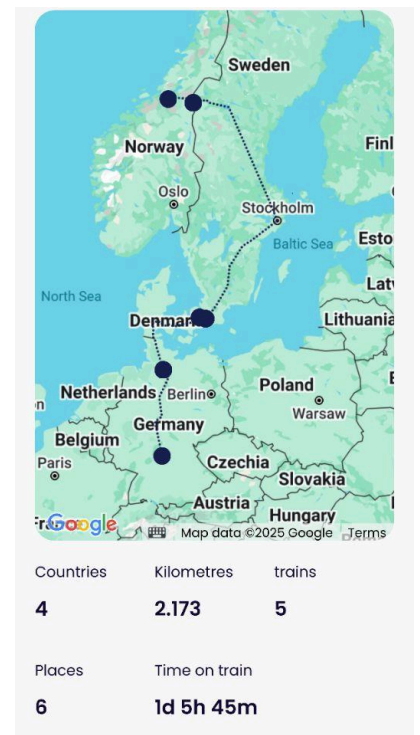 Sweden
Finl
Norway
Oslo
Stockholm
Baltic Sea
Esto
Latv
North Sea
Denmark
Lithuania
Netherlands
Berlin
Poland
Warsaw
Germany
Belgium
Paris
Czechia
Slovakia
Austria
Hungary
Google
Map data ©2025 Google
Terms
Countries Kilometres trains
4 2.173 5
Places Time on train
6 1d 5h 45m